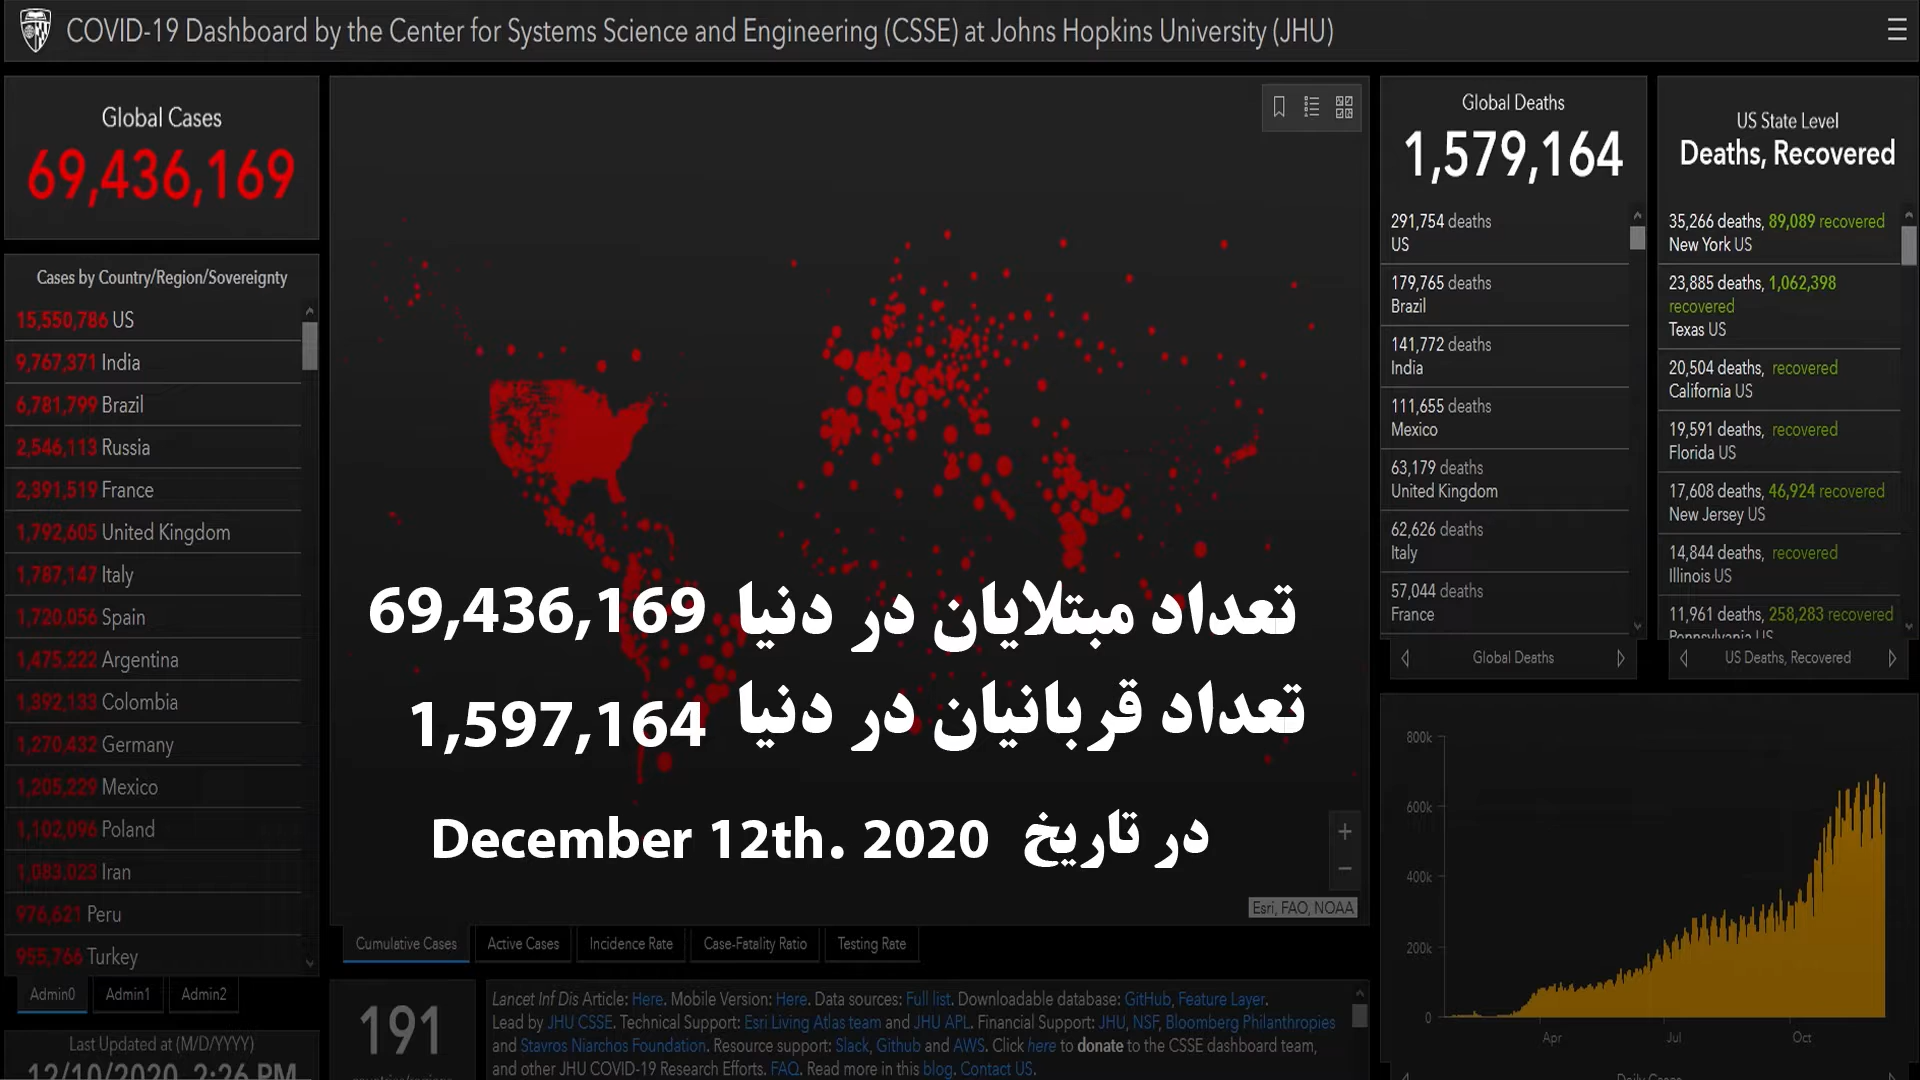 COVID-19 Dashboard by the Center for Systems Science and Engineering (CSSE) at Johns Hopkins University (JHU)
Global Cases
69,436,169
Cases by Country/Region/Sovereignty
15,550,786 US
9,767,371 India
6,781,799 Brazil
2,546,113 Russia
2,391,519 France
1,792,605 United Kingdom
1,787,147 Italy
1,720,056 Spain
1,475,222 Argentina
1,392,133 Colombia
1,270,432 Germany
1,205,229 Mexico
1,102,096 Poland
1,083,023 Iran
976,621 Peru
955,766 Turkey
Admin0 Admin1 Admin2
Last Updated at (M/D/YYYY)
12/10/2020, 2:26 PM
تعداد مبتلایان در دنیا 69,436,169
تعداد قربانیان در دنیا 1,597,164
در تاریخ December 12th. 2020
+
−
Esri, FAO, NOAA
Cumulative Cases Active Cases Incidence Rate Case-Fatality Ratio Testing Rate
191
countries/regions
Lancet Inf Dis Article: Here. Mobile Version: Here. Data sources: Full list. Downloadable database: GitHub, Feature Layer.
Lead by JHU CSSE. Technical Support: Esri Living Atlas team and JHU APL. Financial Support: JHU, NSF, Bloomberg Philanthropies
and Stavros Niarchos Foundation. Resource support: Slack, Github and AWS. Click here to donate to the CSSE dashboard team,
and other JHU COVID-19 Research Efforts. FAQ. Read more in this blog. Contact US.
Global Deaths
1,579,164
291,754 deaths
US
179,765 deaths
Brazil
141,772 deaths
India
111,655 deaths
Mexico
63,179 deaths
United Kingdom
62,626 deaths
Italy
57,044 deaths
France
Global Deaths
US State Level
Deaths, Recovered
35,266 deaths, 89,089 recovered
New York US
23,885 deaths, 1,062,398
recovered
Texas US
20,504 deaths, recovered
California US
19,591 deaths, recovered
Florida US
17,608 deaths, 46,924 recovered
New Jersey US
14,844 deaths, recovered
Illinois US
11,961 deaths, 258,283 recovered
Pennsylvania US
US Deaths, Recovered
800k
600k
400k
200k
0
Apr Jul Oct
Daily Cases